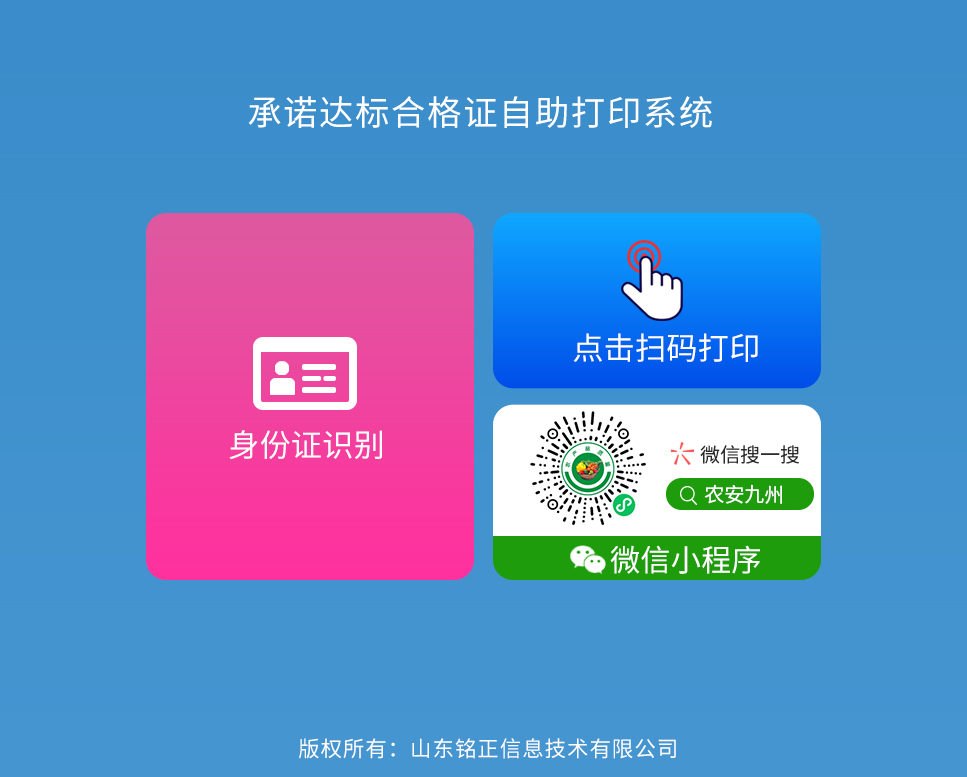 承诺达标合格证自助打印系统
身份证识别
点击扫码打印
微信搜一搜
农安九州
微信小程序
版权所有：山东铭正信息技术有限公司